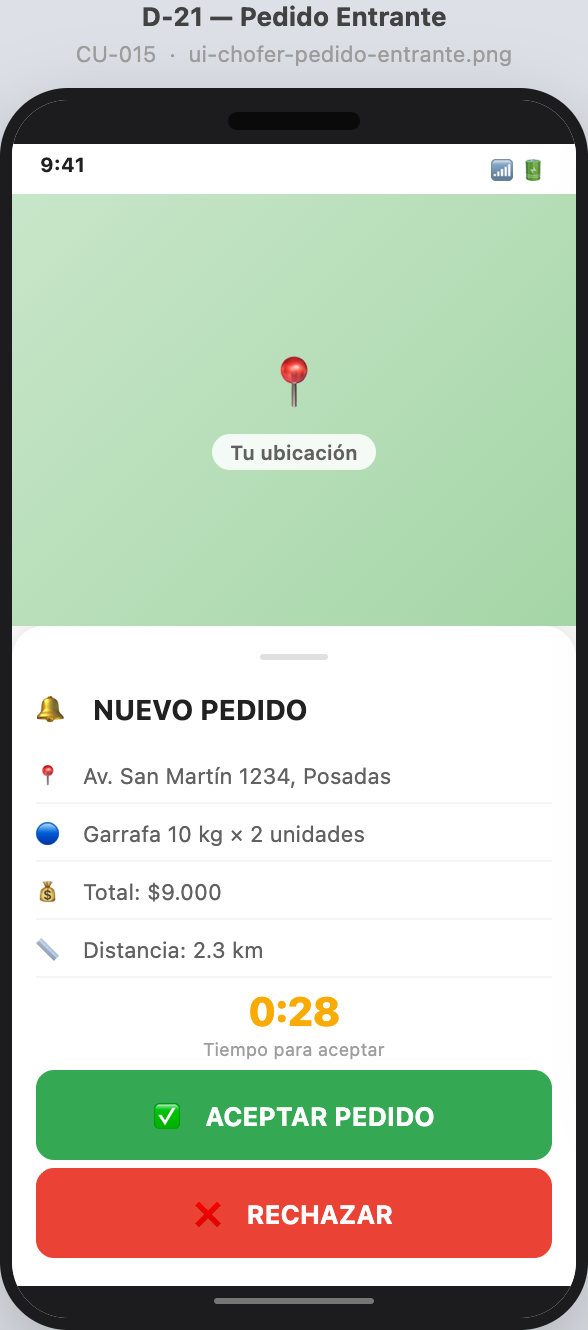 D-21 — Pedido Entrante
CU-015 · ui-chofer-pedido-entrante.png
9:41
Tu ubicación
NUEVO PEDIDO
Av. San Martín 1234, Posadas
Garrafa 10 kg × 2 unidades
Total: $9.000
Distancia: 2.3 km
0:28
Tiempo para aceptar
ACEPTAR PEDIDO
RECHAZAR